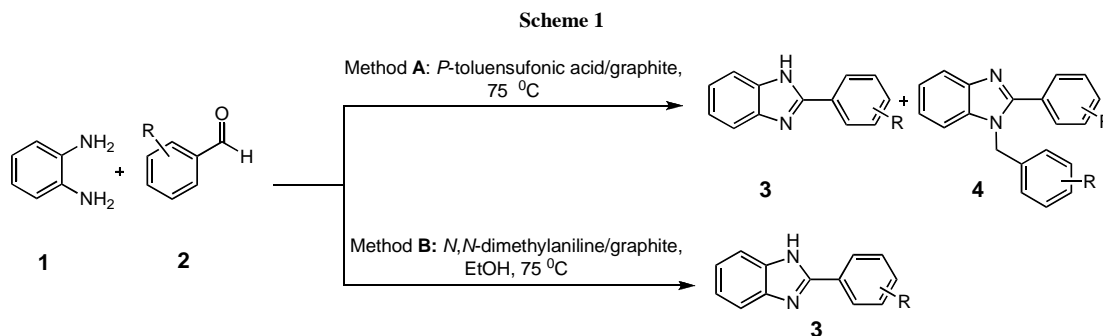 Scheme 1
Method A: P-toluensufonic acid/graphite,
75 ⁰C
NH₂
NH₂
1
+
R
O
H
2
H
N
N
R
3
+
N
N
R
R
4
Method B: N,N-dimethylaniline/graphite,
EtOH, 75 ⁰C
H
N
N
R
3